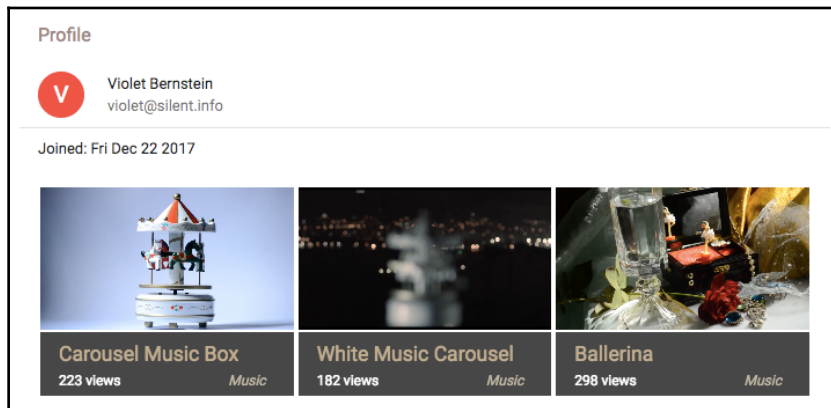 Profile
V
Violet Bernstein
violet@silent.info
Joined: Fri Dec 22 2017
Carousel Music Box
223 views Music
White Music Carousel
182 views Music
Ballerina
298 views Music